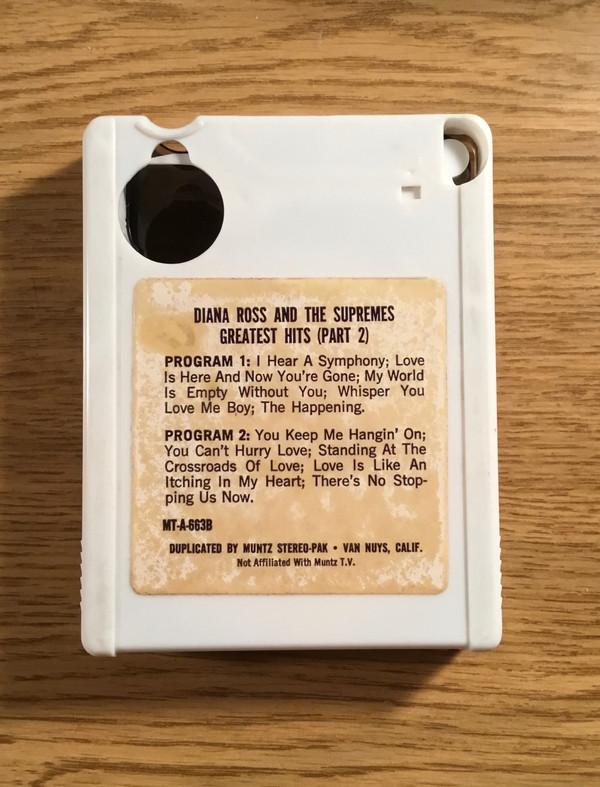 DIANA ROSS AND THE SUPREMES
GREATEST HITS (PART 2)
PROGRAM 1: I Hear A Symphony; Love
Is Here And Now You're Gone; My World
Is Empty Without You; Whisper You
Love Me Boy; The Happening.
PROGRAM 2: You Keep Me Hangin' On;
You Can't Hurry Love; Standing At The
Crossroads Of Love; Love Is Like An
Itching In My Heart; There's No Stop-
ping Us Now.
MT-A-663B
DUPLICATED BY MUNTZ STEREO-PAK • VAN NUYS, CALIF.
Not Affiliated With Muntz T.V.